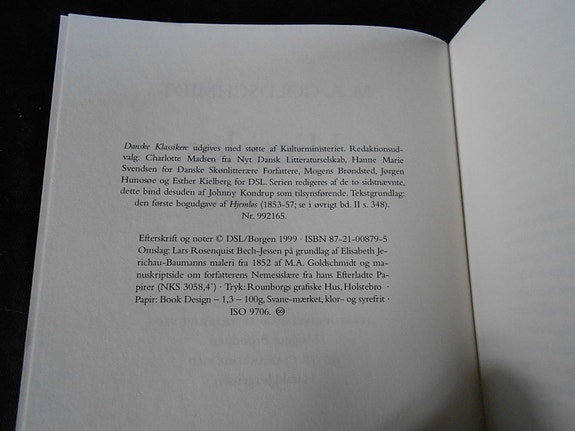 Danske Klassikere udgives med støtte af Kulturministeriet. Redaktionsud-
valg: Charlotte Madsen fra Nyt Dansk Litteraturselskab, Hanne Marie
Svendsen for Danske Skønlitterære Forfattere, Mogens Brøndsted, Jørgen
Hunosøe og Esther Kielberg for DSL. Serien redigeres af de to sidstnævnte,
dette bind desuden af Johnny Kondrup som tilsynsførende. Tekstgrundlag:
den første bogudgave af Hjemløs (1853-57; se i øvrigt bd. II s. 348).
Nr. 992165.
Efterskrift og noter © DSL/Borgen 1999 · ISBN 87-21-00879-5
Omslag: Lars Rosenquist Bech-Jessen på grundlag af Elisabeth Je-
richau-Baumanns maleri fra 1852 af M.A. Goldschmidt og ma-
nuskriptside om forfatterens Nemesislære fra hans Efterladte Pa-
pirer (NKS 3058,4°) · Tryk: Rounborgs grafiske Hus, Holstebro ·
Papir: Book Design – 1,3 – 100g, Svane-mærket, klor- og syrefrit ·
ISO 9706. ♾